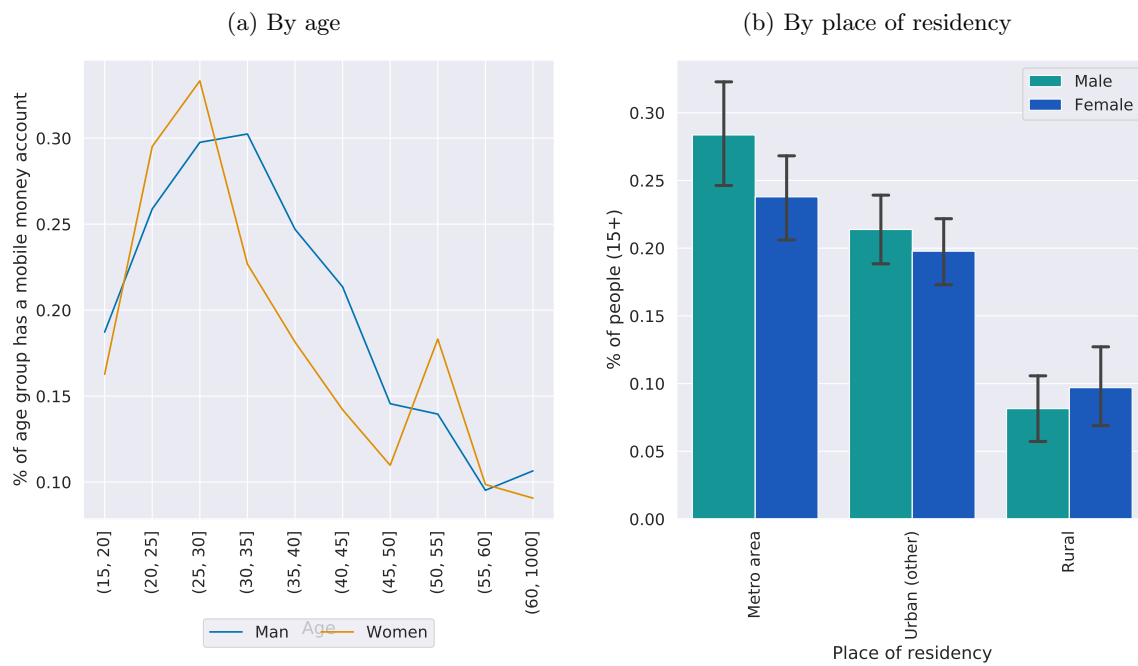 (a) By age
% of age group has a mobile money account
0.30
0.25
0.20
0.15
0.10
(15, 20]
(20, 25]
(25, 30]
(30, 35]
(35, 40]
(40, 45]
(45, 50]
(50, 55]
(55, 60]
(60, 1000]
Age
Man
Women
(b) By place of residency
% of people (15+)
0.30
0.25
0.20
0.15
0.10
0.05
0.00
Male
Female
Metro area
Urban (other)
Rural
Place of residency